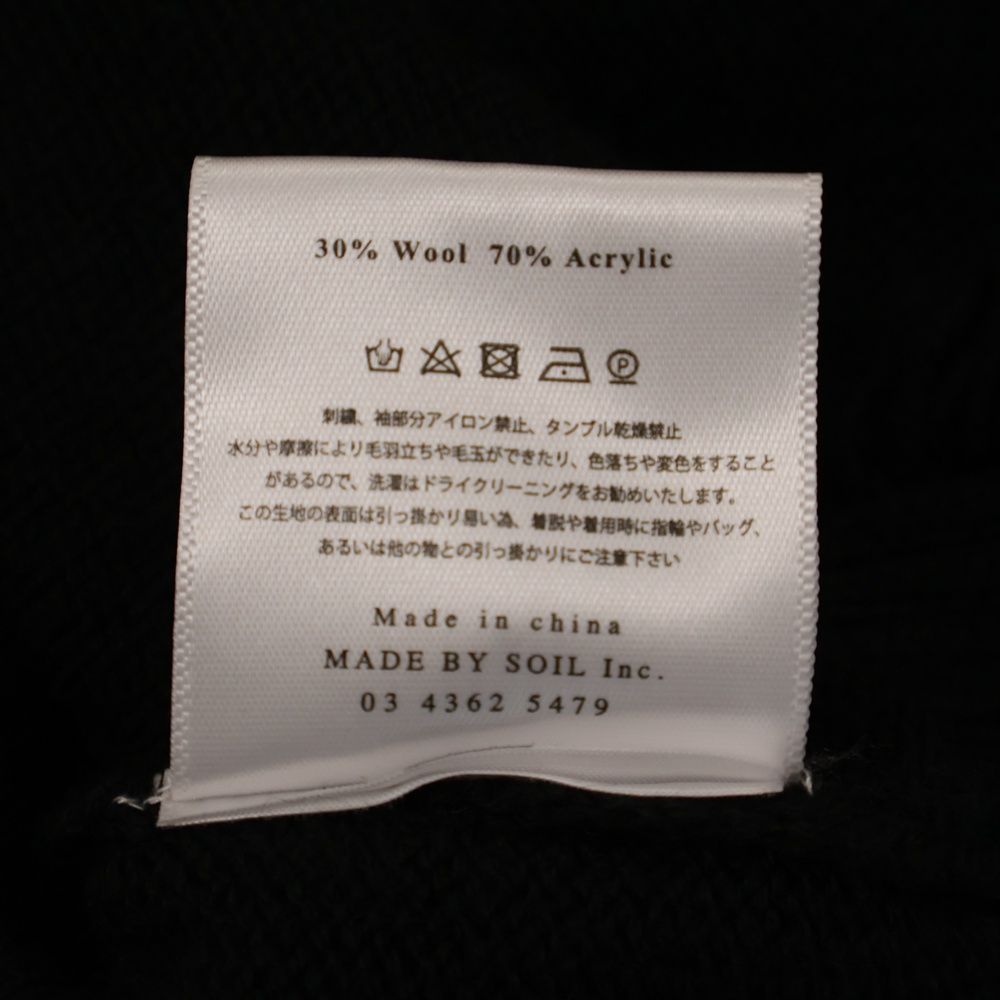 30% Wool 70% Acrylic
P
刺繍、袖部分アイロン禁止、タンブル乾燥禁止
水分や摩擦により毛羽立ちや毛玉ができたり、色落ちや変色をすること
があるので、洗濯はドライクリーニングをお勧めいたします。
この生地の表面は引っ掛かり易い為、着脱や着用時に指輪やバッグ、
あるいは他の物との引っ掛かりにご注意下さい
Made in china
MADE BY SOIL Inc.
03 4362 5479